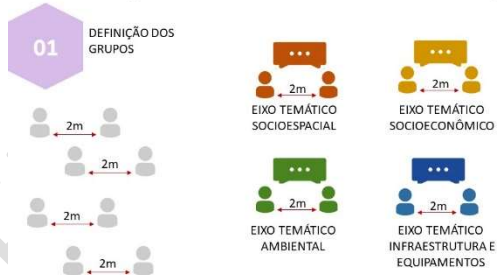 01
DEFINIÇÃO DOS
GRUPOS
2m
2m
2m
2m
2m
EIXO TEMÁTICO
SOCIOESPACIAL
2m
EIXO TEMÁTICO
SOCIOECONÔMICO
2m
EIXO TEMÁTICO
AMBIENTAL
2m
EIXO TEMÁTICO
INFRAESTRUTURA E
EQUIPAMENTOS